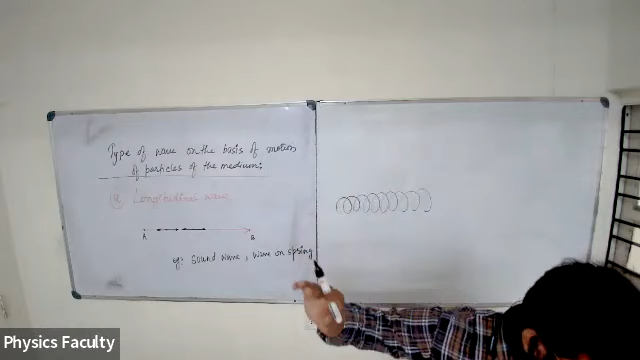 Type of wave on the basis of motion
of particles of the medium:
Longitudinal wave
A B
eg: Sound wave, wave on spring
Physics Faculty